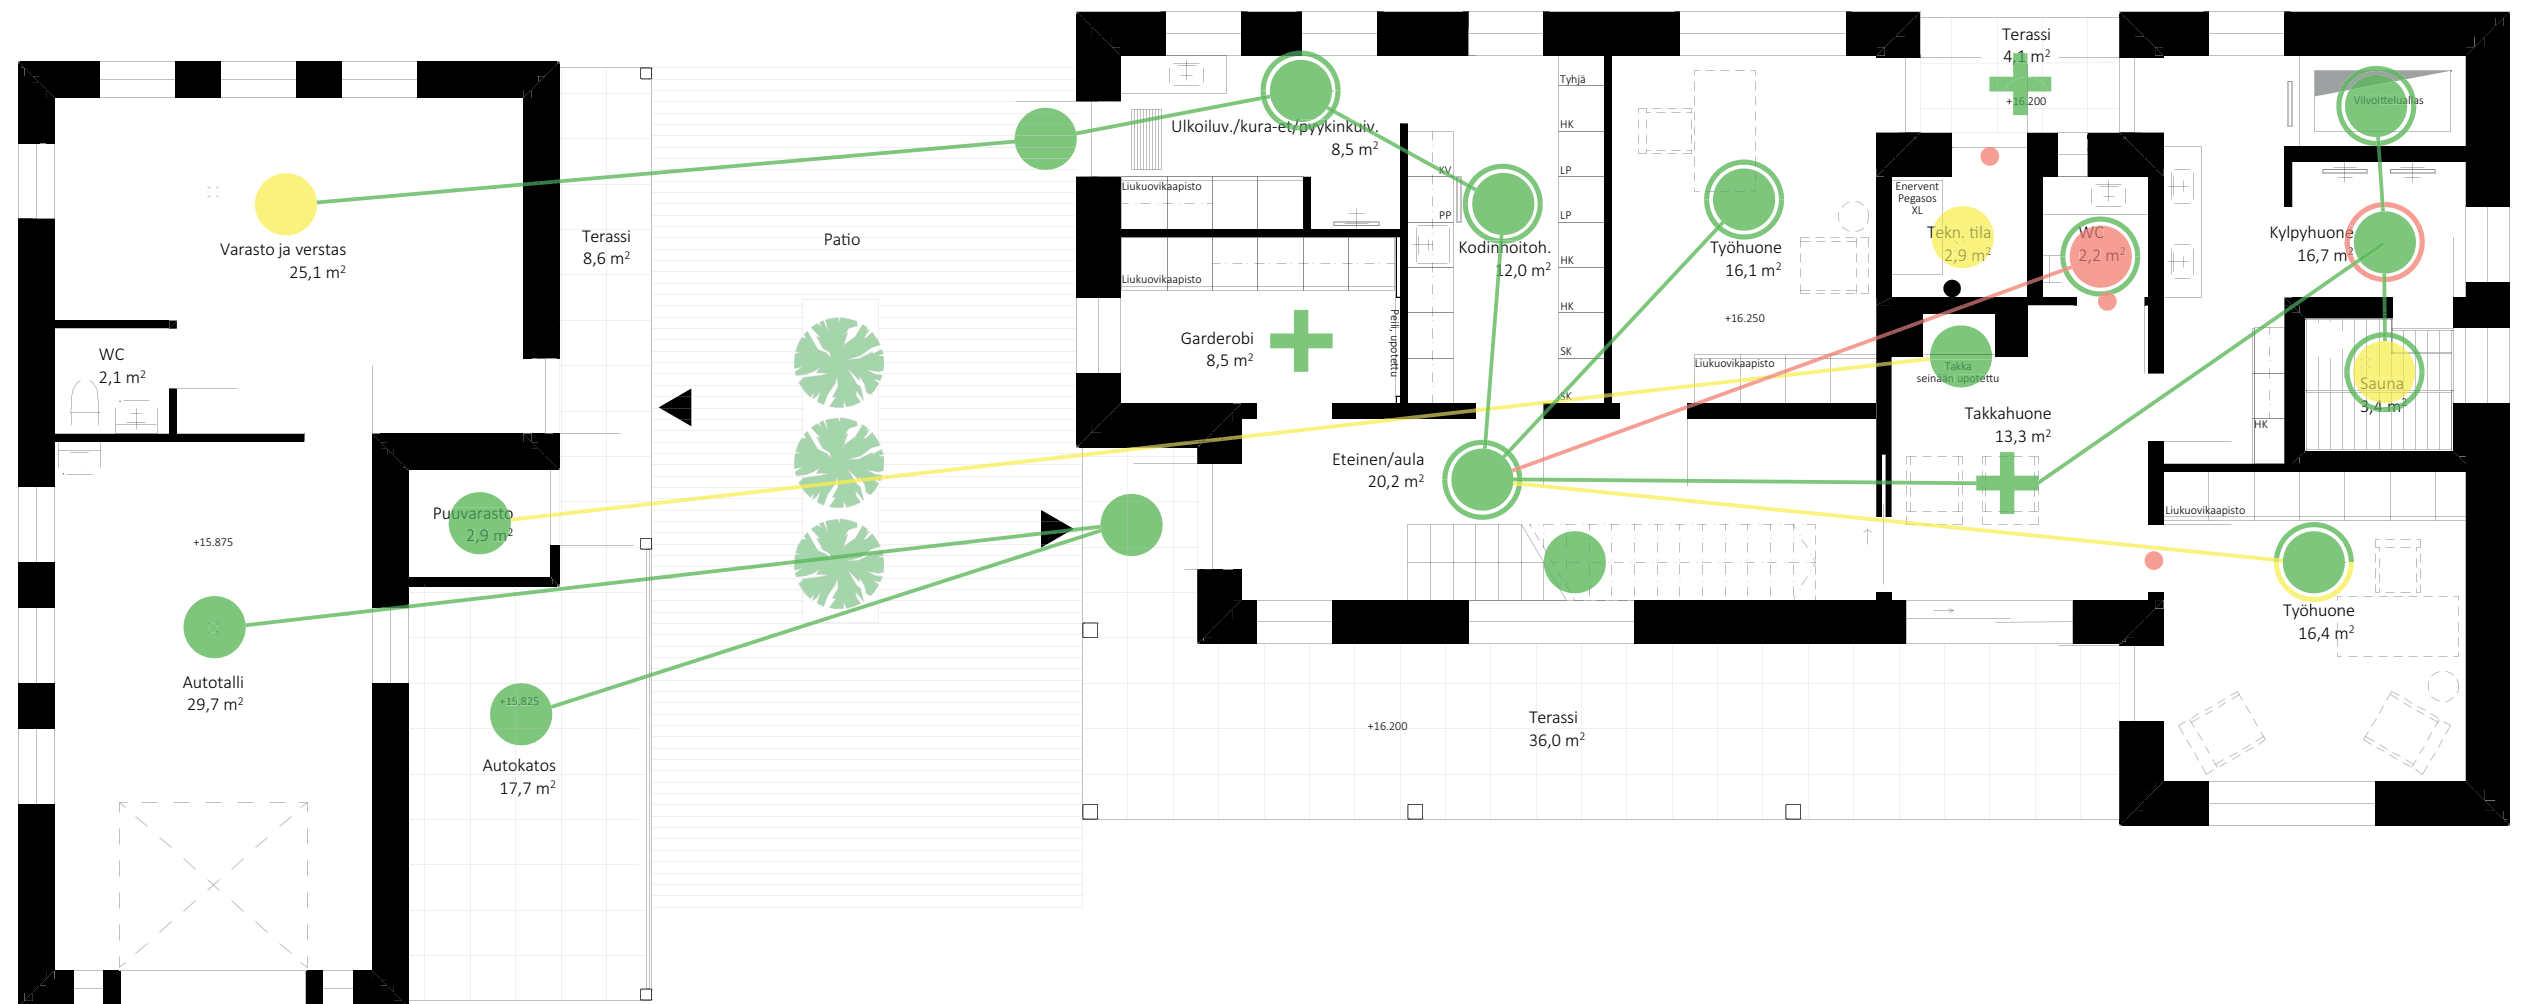 Varasto ja verstas
25,1 m²
WC
2,1 m²
+15.875
Autotalli
29,7 m²
Puuvarasto
2,9 m²
+15.825
Autokatos
17,7 m²
Terassi
8,6 m²
Patio
Ulkoiluv./kura-et/pyykinkuiv.
8,5 m²
Liukuovikaapisto
Liukuovikaapisto
Garderobi
8,5 m²
Peili, upotettu
KV
PP
Kodinhoitoh.
12,0 m²
Tyhjä
HK
LP
LP
HK
HK
SK
SK
Työhuone
16,1 m²
+16.250
Liukuovikaapisto
Terassi
4,1 m²
+16.200
Enervent
Pegasos
XL
Tekn. tila
2,9 m²
WC
2,2 m²
Takka
seinään upotettu
Takkahuone
13,3 m²
Eteinen/aula
20,2 m²
Vilvoitteluallas
Kylpyhuone
16,7 m²
Sauna
3,4 m²
HK
Liukuovikaapisto
Työhuone
16,4 m²
+16.200
Terassi
36,0 m²